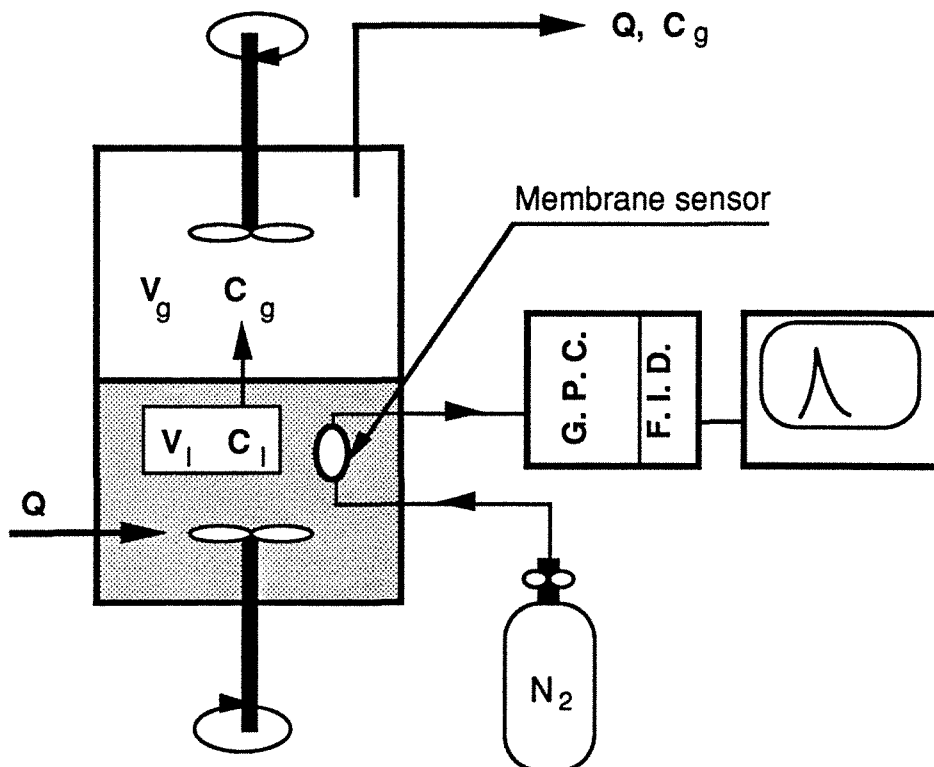 Q, C g
Membrane sensor
V g C g
G. P. C.
F. I. D.
V l C l
Q
N 2